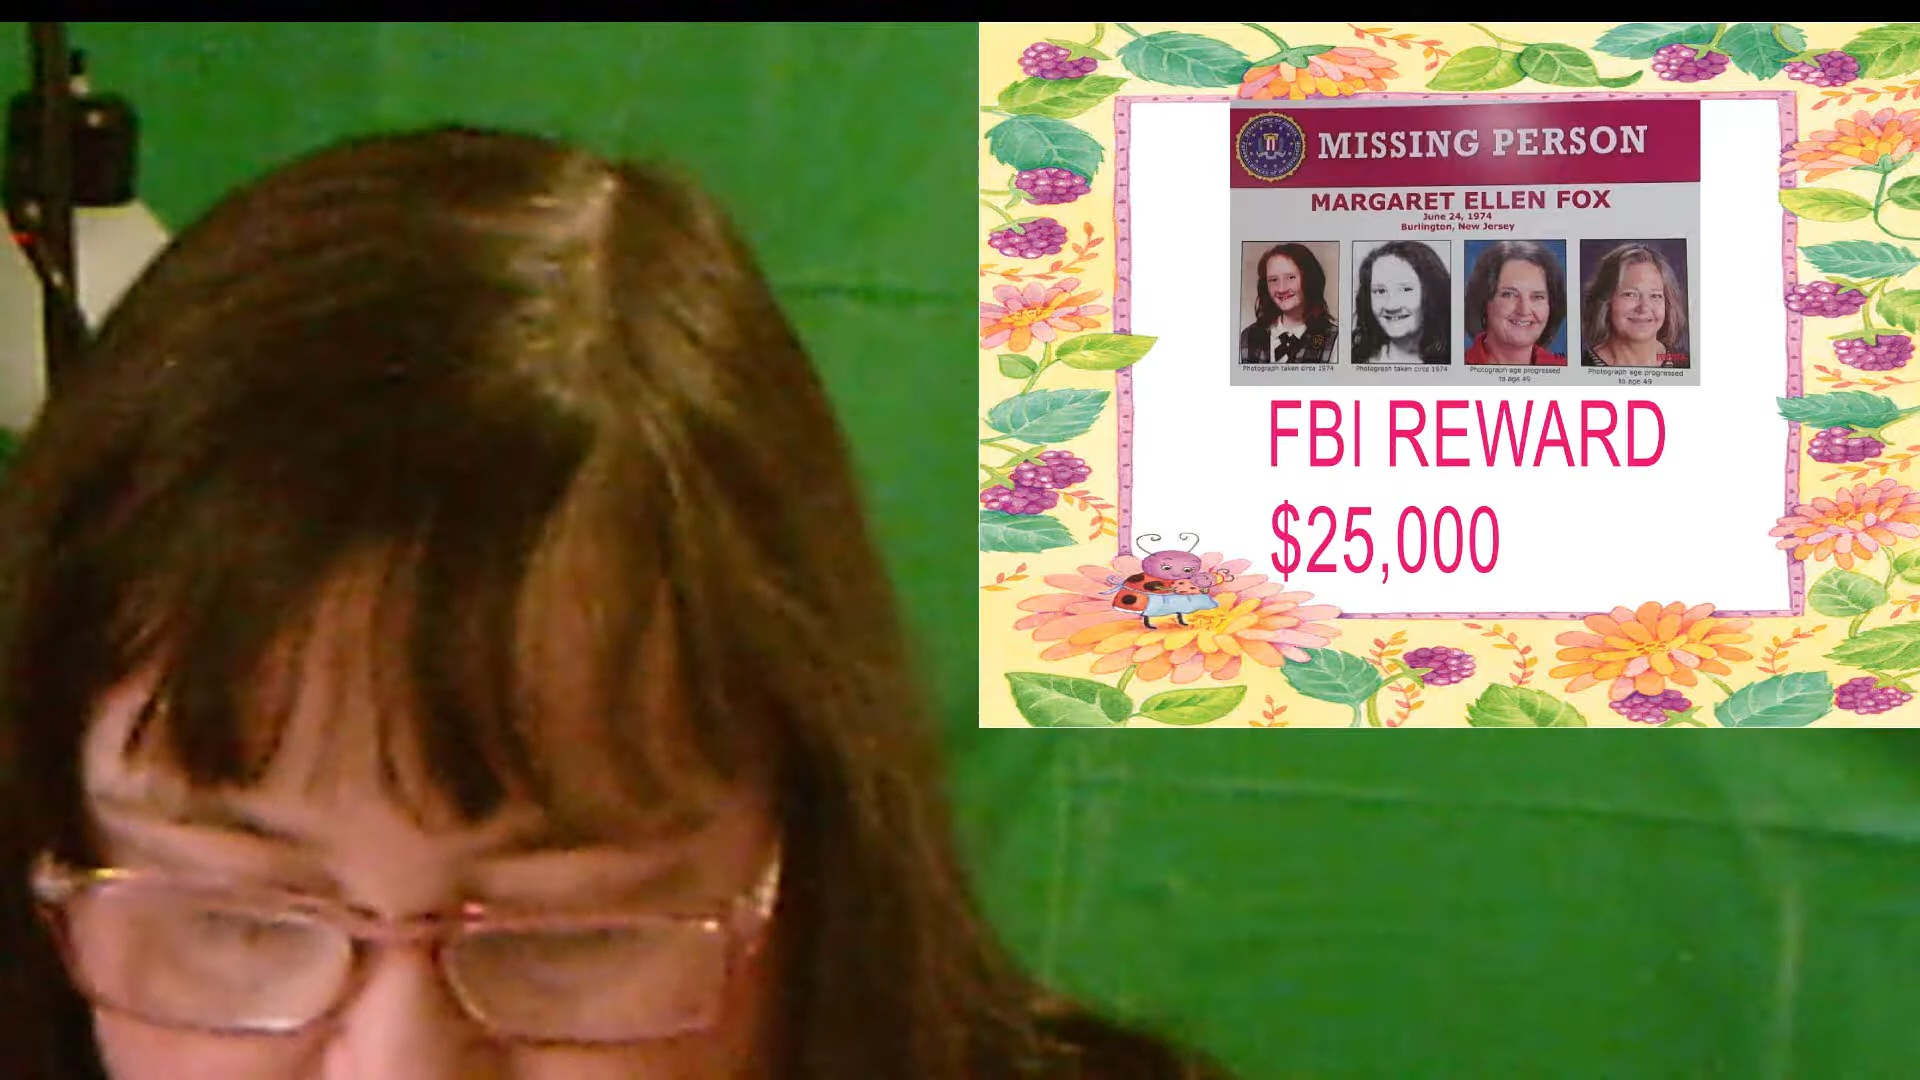 MISSING PERSON
MARGARET ELLEN FOX
June 24, 1974
Burlington, New Jersey
Photograph taken circa 1974
Photograph taken circa 1974
Photograph age progressed
to age 49
Photograph age progressed
to age 49
FBI REWARD
$25,000